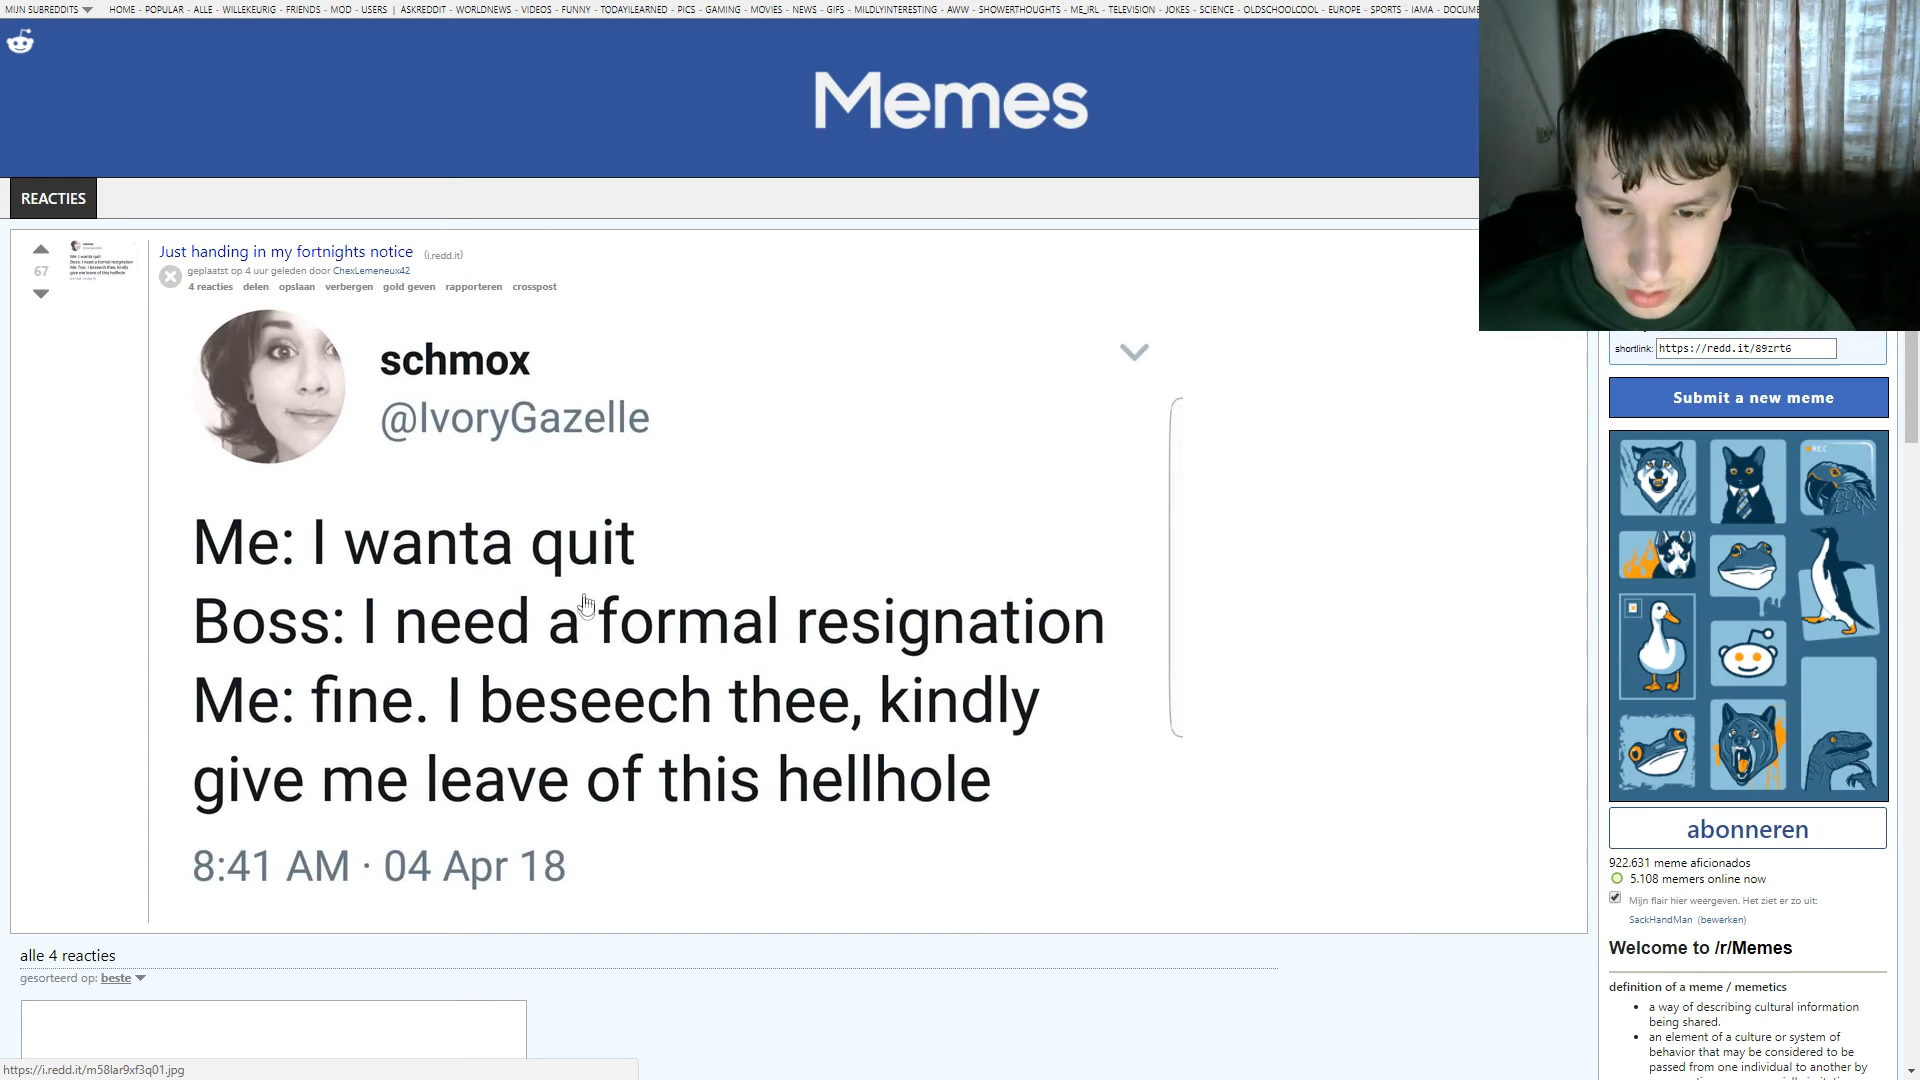 MIJN SUBREDDITS
HOME - POPULAR - ALLE - WILLEKEURIG - FRIENDS - MOD - USERS | ASKREDDIT - WORLDNEWS - VIDEOS - FUNNY - TODAYILEARNED - PICS - GAMING - MOVIES - NEWS - GIFS - MILDLYINTERESTING - AWW - SHOWERTHOUGHTS - ME_IRL - TELEVISION - JOKES - SCIENCE - OLDSCHOOLCOOL - EUROPE - SPORTS - IAMA - DOCUME
Memes
REACTIES
67
Just handing in my fortnights notice (i.redd.it)
geplaatst op 4 uur geleden door ChexLemeneux42
4 reacties delen opslaan verbergen gold geven rapporteren crosspost
schmox
@IvoryGazelle
Me: I wanta quit
Boss: I need a formal resignation
Me: fine. I beseech thee, kindly
give me leave of this hellhole
8:41 AM · 04 Apr 18
alle 4 reacties
gesorteerd op: beste
https://i.redd.it/m58lar9xf3q01.jpg
shortlink: https://redd.it/89zrt6
Submit a new meme
REC
abonneren
922.631 meme aficionados
5.108 memers online now
Mijn flair hier weergeven. Het ziet er zo uit:
SackHandMan (bewerken)
Welcome to /r/Memes
definition of a meme / memetics
• a way of describing cultural information
being shared.
• an element of a culture or system of
behavior that may be considered to be
passed from one individual to another by